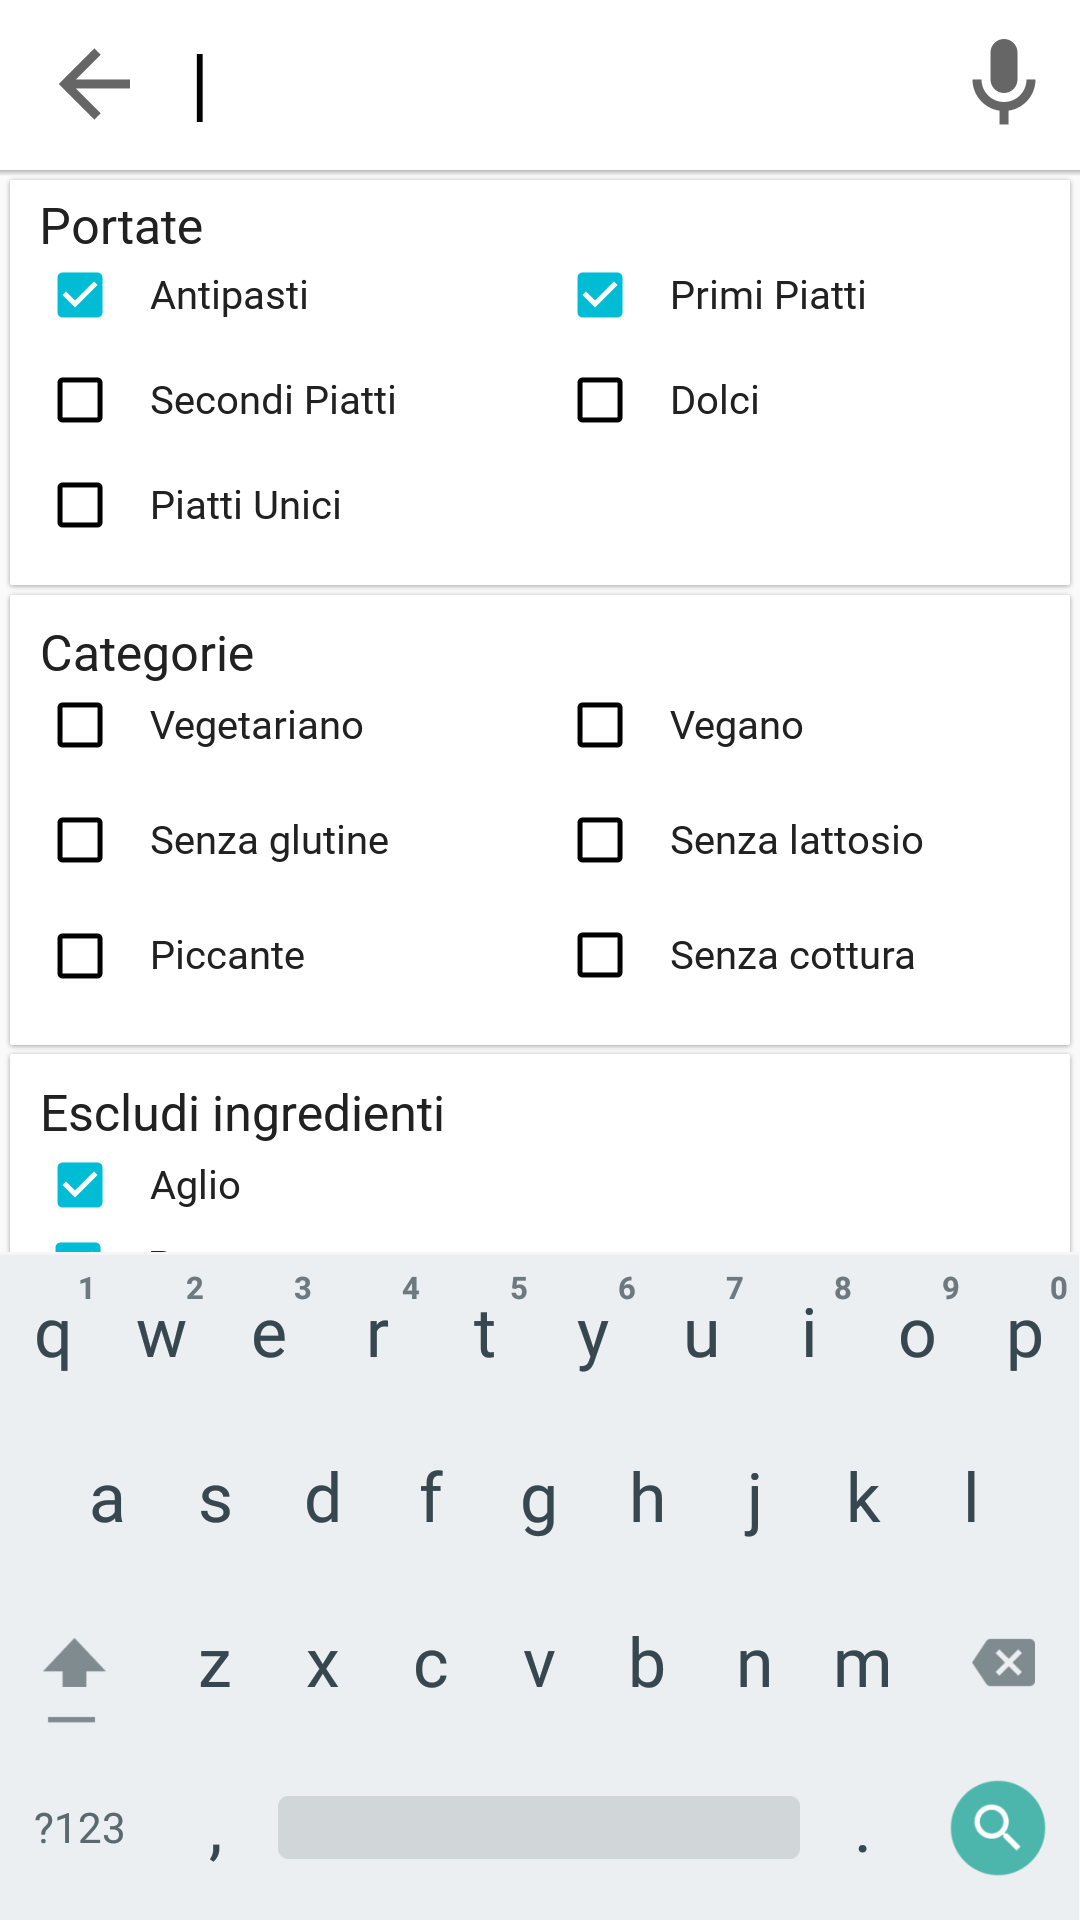 Portate
Antipasti Primi Piatti
Secondi Piatti Dolci
Piatti Unici
Categorie
Vegetariano Vegano
Senza glutine Senza lattosio
Piccante Senza cottura
Escludi ingredienti
Aglio
1 2 3 4 5 6 7 8 9 0
q w e r t y u i o p
a s d f g h j k l
z x c v b n m
?123 , .